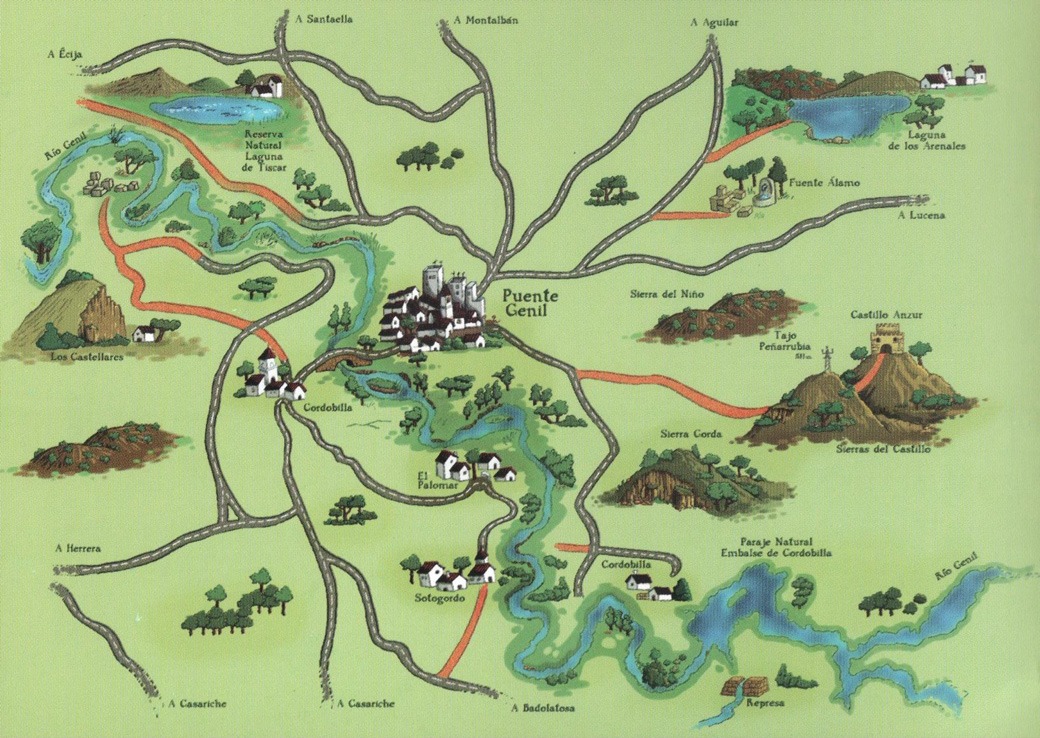 A Santaella
A Montalbán
A Aguilar
A Écija
Reserva
Natural
Laguna
de Tíscar
Río Genil
Laguna
de los Arenales
Fuente Álamo
A Lucena
Puente
Genil
Sierra del Niño
Castillo Anzur
Tajo
Peñarrubia
Los Castellares
Cordobilla
Sierra Gorda
Sierras del Castillo
El
Palomar
A Herrera
Paraje Natural
Embalse de Cordobilla
Cordobilla
Río Genil
Sotogordo
A Casariche
A Casariche
A Badolatosa
Represa